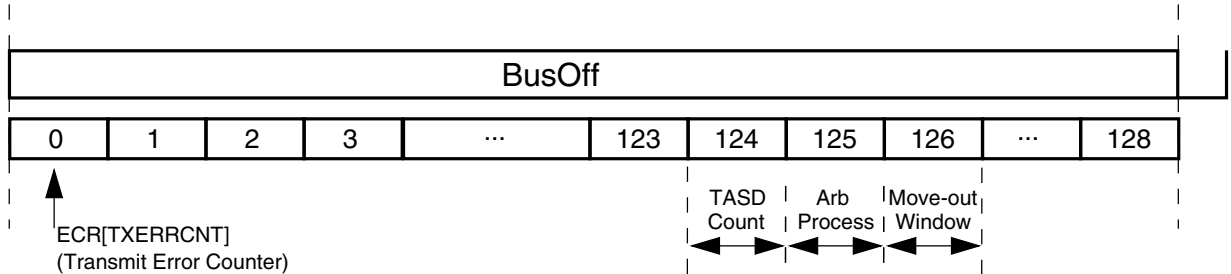 BusOff
0 1 2 3 ... 123 124 125 126 ... 128
TASD Count
Arb Process
Move-out Window
ECR[TXERRCNT]
(Transmit Error Counter)